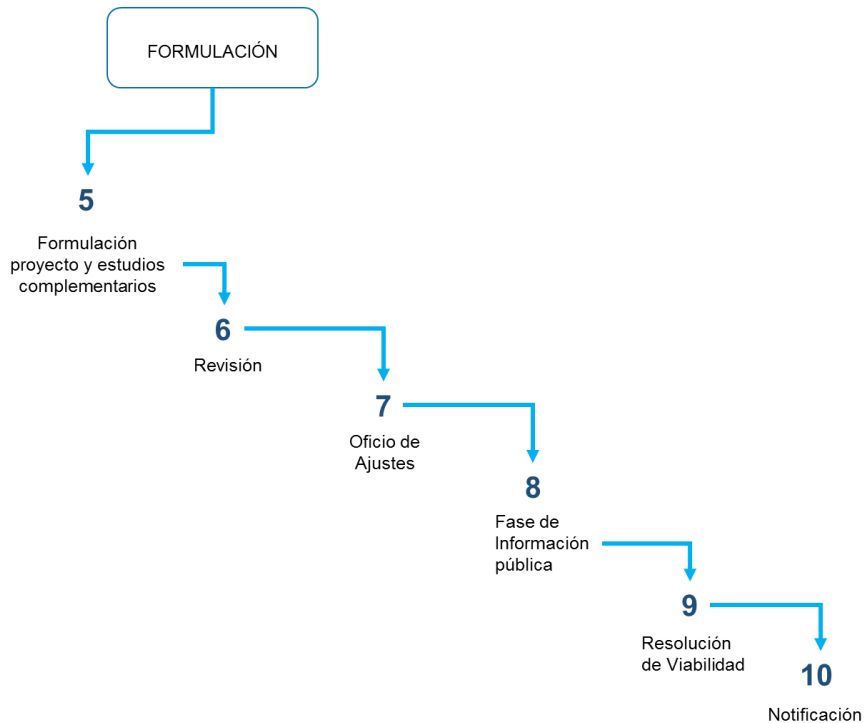 FORMULACIÓN
5
Formulación
proyecto y estudios
complementarios
6
Revisión
7
Oficio de
Ajustes
8
Fase de
Información
pública
9
Resolución
de Viabilidad
10
Notificación